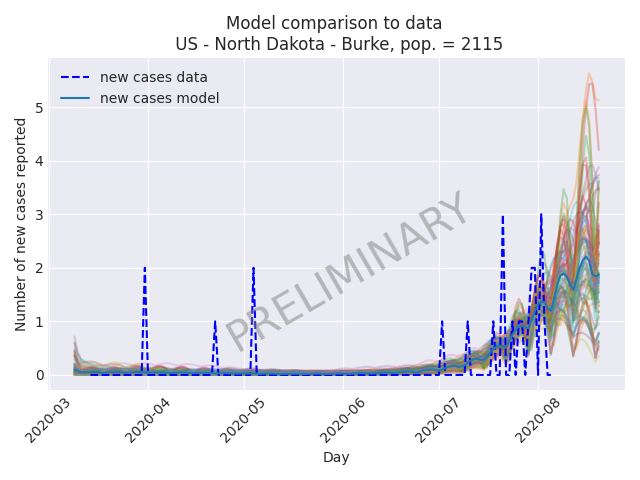 Model comparison to data
US - North Dakota - Burke, pop. = 2115
new cases data
new cases model
Number of new cases reported
5
4
3
2
1
0
PRELIMINARY
2020-03
2020-04
2020-05
2020-06
2020-07
2020-08
Day